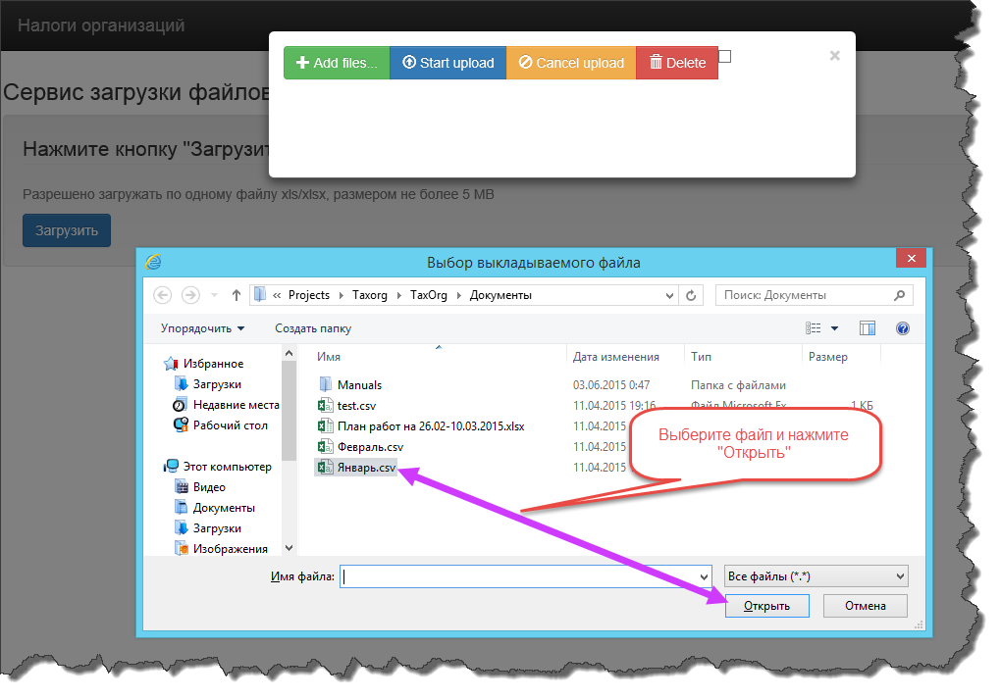 Налоги организаций
Add files... Start upload Cancel upload Delete ×
Сервис загрузки файлов
Нажмите кнопку "Загрузит
Разрешено загружать по одному файлу xls/xlsx, размером не более 5 MB
Загрузить
Выбор выкладываемого файла
« Projects Taxorg TaxOrg Документы
Поиск: Документы
Упорядочить Создать папку
Имя Дата изменения Тип Размер
Избранное
Загрузки
Недавние места
Рабочий стол
Этот компьютер
Видео
Документы
Загрузки
Изображения
Manuals 03.06.2015 0:47 Папка с файлами
test.csv 11.04.2015 19:16 Файл Microsoft Ex 1 КБ
План работ на 26.02-10.03.2015.xlsx 11.04.2015
Февраль.csv 11.04.2015
Январь.csv 11.04.2015
Выберите файл и нажмите
"Открыть"
Имя файла: Все файлы (*.*)
Открыть Отмена